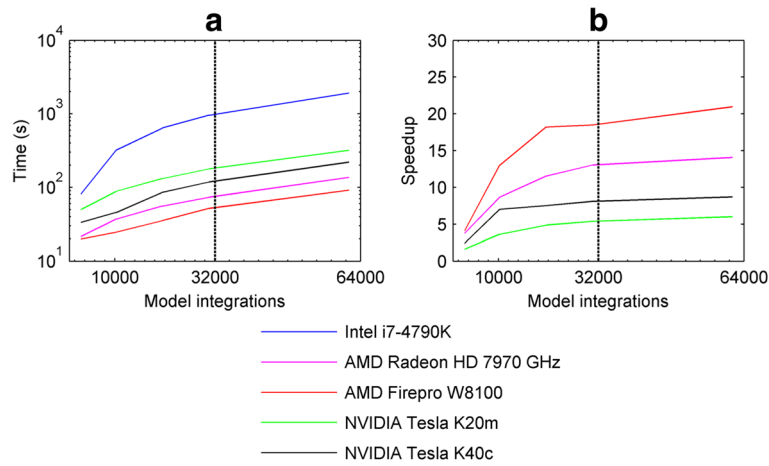 a
b
10^4
10^3
10^2
10^1
Time (s)
10000
32000
64000
Model integrations
30
25
20
15
10
5
0
Speedup
10000
32000
64000
Model integrations
Intel i7-4790K
AMD Radeon HD 7970 GHz
AMD Firepro W8100
NVIDIA Tesla K20m
NVIDIA Tesla K40c